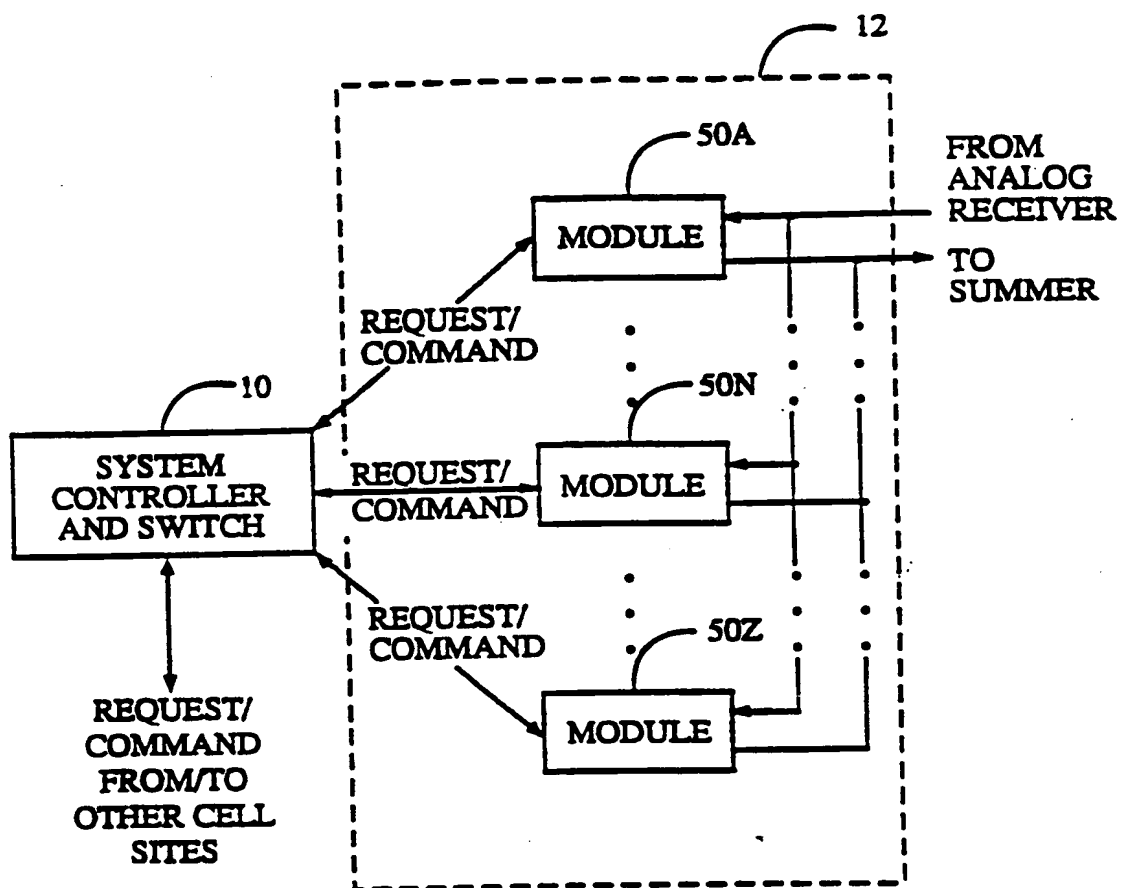 12
50A
FROM
ANALOG
RECEIVER
MODULE
TO
SUMMER
REQUEST/
COMMAND
10
50N
SYSTEM
CONTROLLER
AND SWITCH
REQUEST/
COMMAND
MODULE
REQUEST/
COMMAND
50Z
MODULE
REQUEST/
COMMAND
FROM/TO
OTHER CELL
SITES